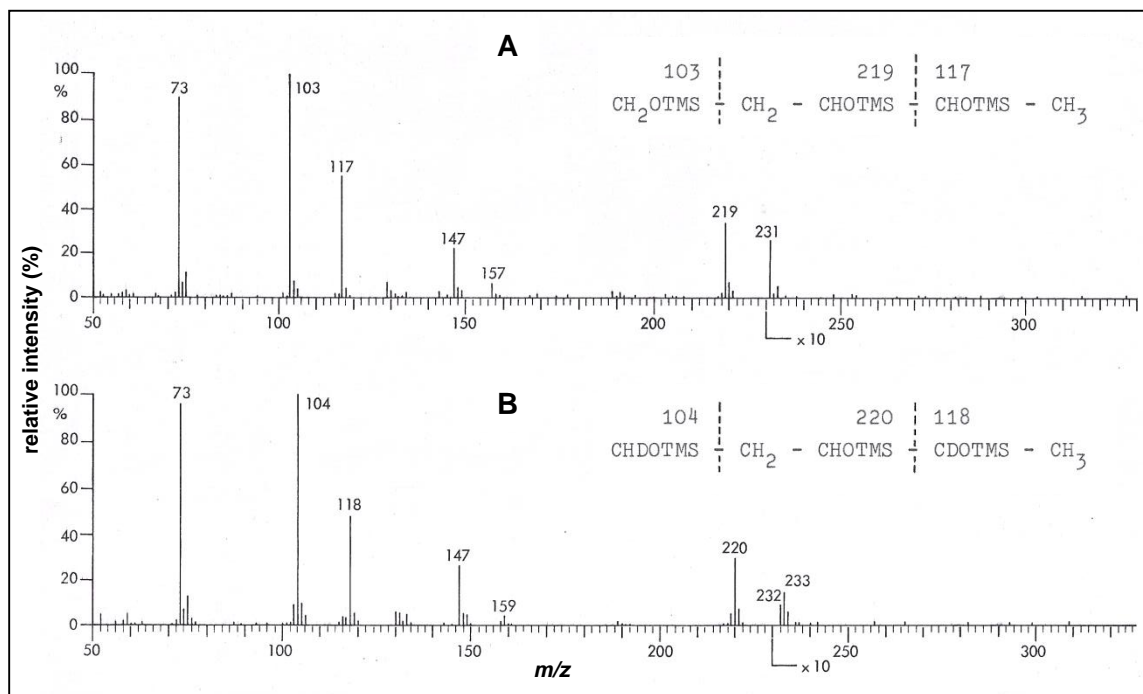 A
103 219 117
CH2OTMS - CH2 - CHOTMS - CHOTMS - CH3
relative intensity (%)
100
%
80
60
40
20
0
73
103
117
147
157
219
231
50 100 150 200 250 300
x 10
B
104 220 118
CHDOTMS - CH2 - CHOTMS - CDOTMS - CH3
100
%
80
60
40
20
0
73
104
118
147
159
220
232
233
50 100 150 200 250 300
m/z
x 10